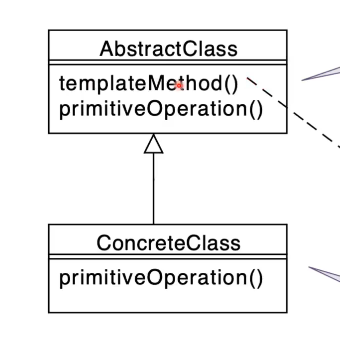 AbstractClass
templateMethod()
primitiveOperation()
ConcreteClass
primitiveOperation()